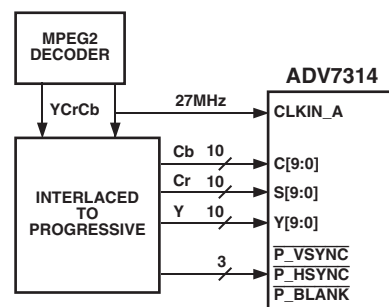 MPEG2
DECODER
YCrCb
27MHz
ADV7314
CLKIN_A
INTERLACED
TO
PROGRESSIVE
Cb 10
C[9:0]
Cr 10
S[9:0]
Y 10
Y[9:0]
3
P_VSYNC
P_HSYNC
P_BLANK